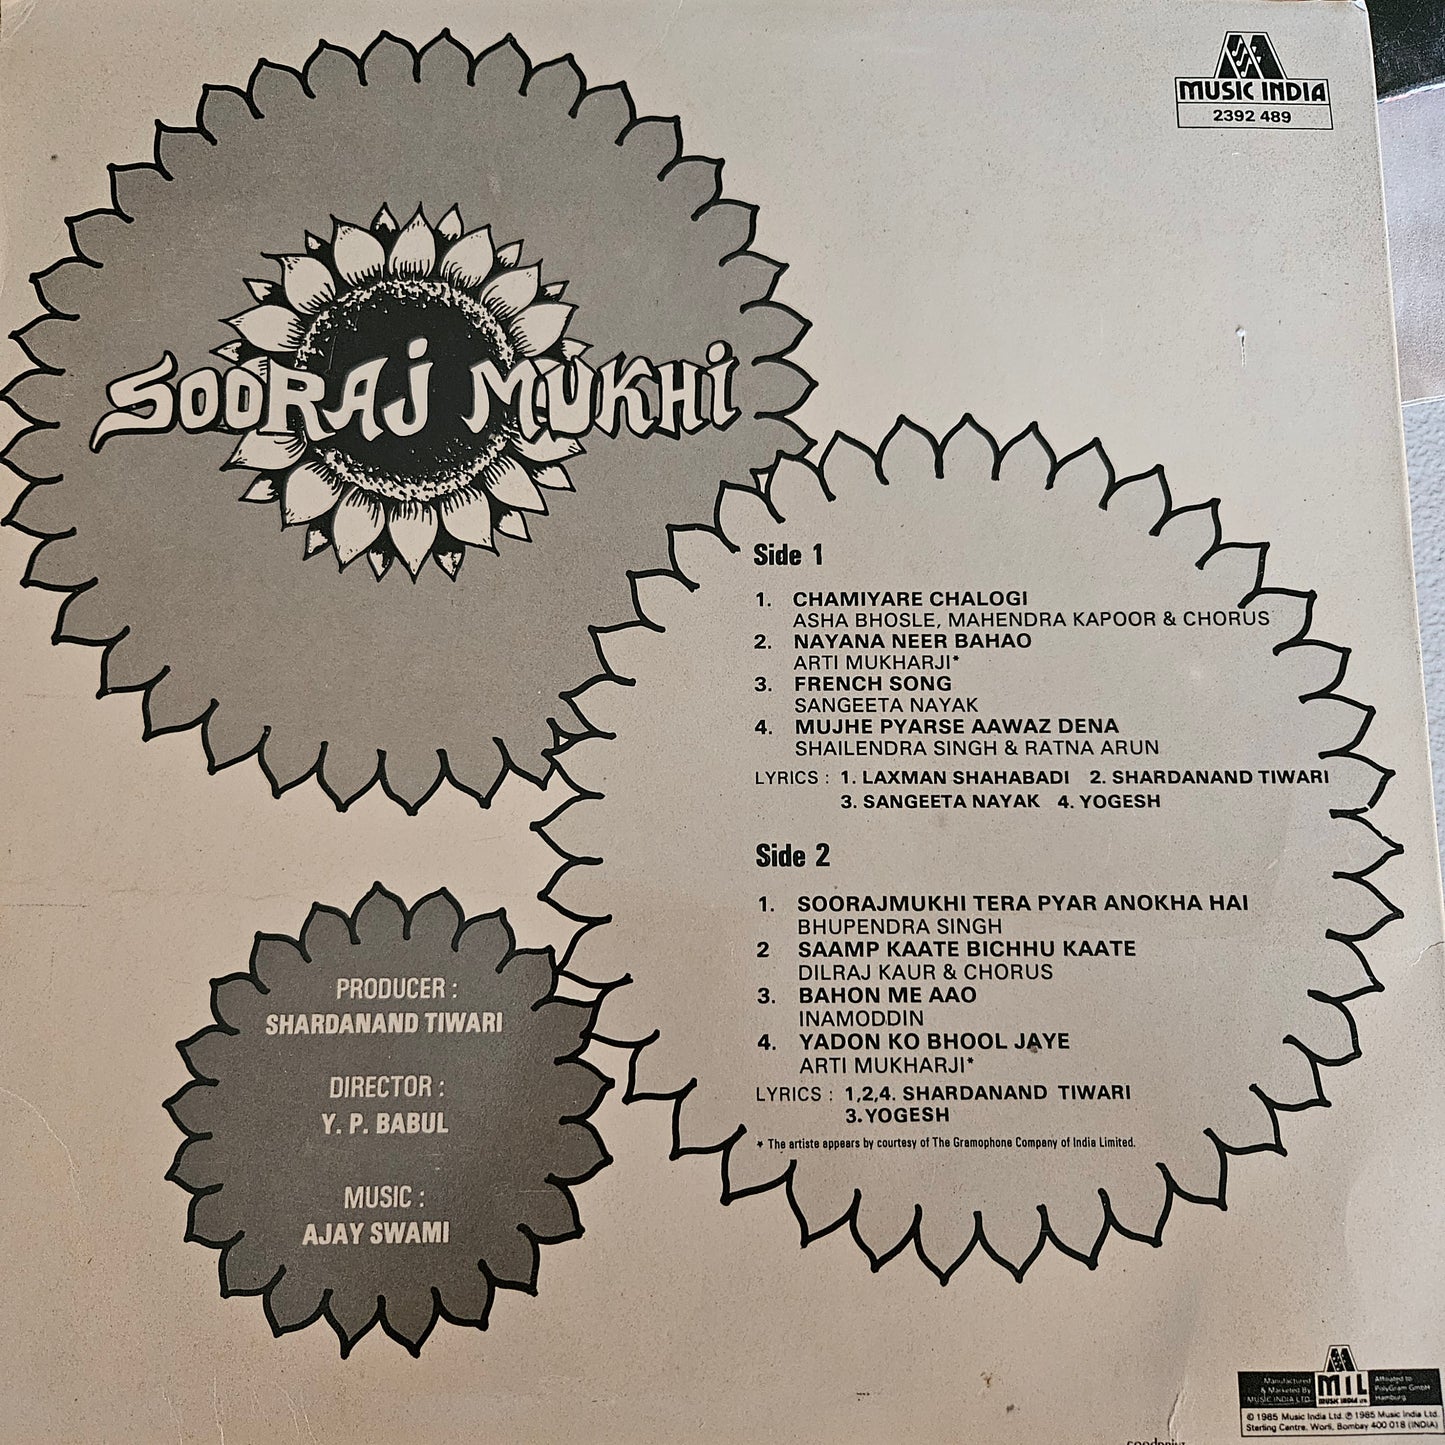 MUSIC INDIA
2392 489
SOORAJ MUKHI
Side 1
1. CHAMIYARE CHALOGI
ASHA BHOSLE, MAHENDRA KAPOOR & CHORUS
2. NAYANA NEER BAHAO
ARTI MUKHARJI*
3. FRENCH SONG
SANGEETA NAYAK
4. MUJHE PYARSE AAWAZ DENA
SHAILENDRA SINGH & RATNA ARUN
LYRICS : 1. LAXMAN SHAHABADI 2. SHARDANAND TIWARI
3. SANGEETA NAYAK 4. YOGESH
Side 2
1. SOORAJMUKHI TERA PYAR ANOKHA HAI
BHUPENDRA SINGH
2 SAAMP KAATE BICHHU KAATE
DILRAJ KAUR & CHORUS
3. BAHON ME AAO
INAMODDIN
4. YADON KO BHOOL JAYE
ARTI MUKHARJI*
LYRICS : 1,2,4. SHARDANAND TIWARI
3. YOGESH
* The artiste appears by courtesy of The Gramophone Company of India Limited.
PRODUCER :
SHARDANAND TIWARI
DIRECTOR :
Y. P. BABUL
MUSIC :
AJAY SWAMI
Manufactured
& Marketed By
MUSIC INDIA LTD.
MIL
MUSIC INDIA LTD
Affiliated to
PolyGram GmbH
Hamburg
© 1985 Music India Ltd. ℗ 1985 Music India Ltd.
Sterling Centre, Worli, Bombay 400 018 (INDIA)